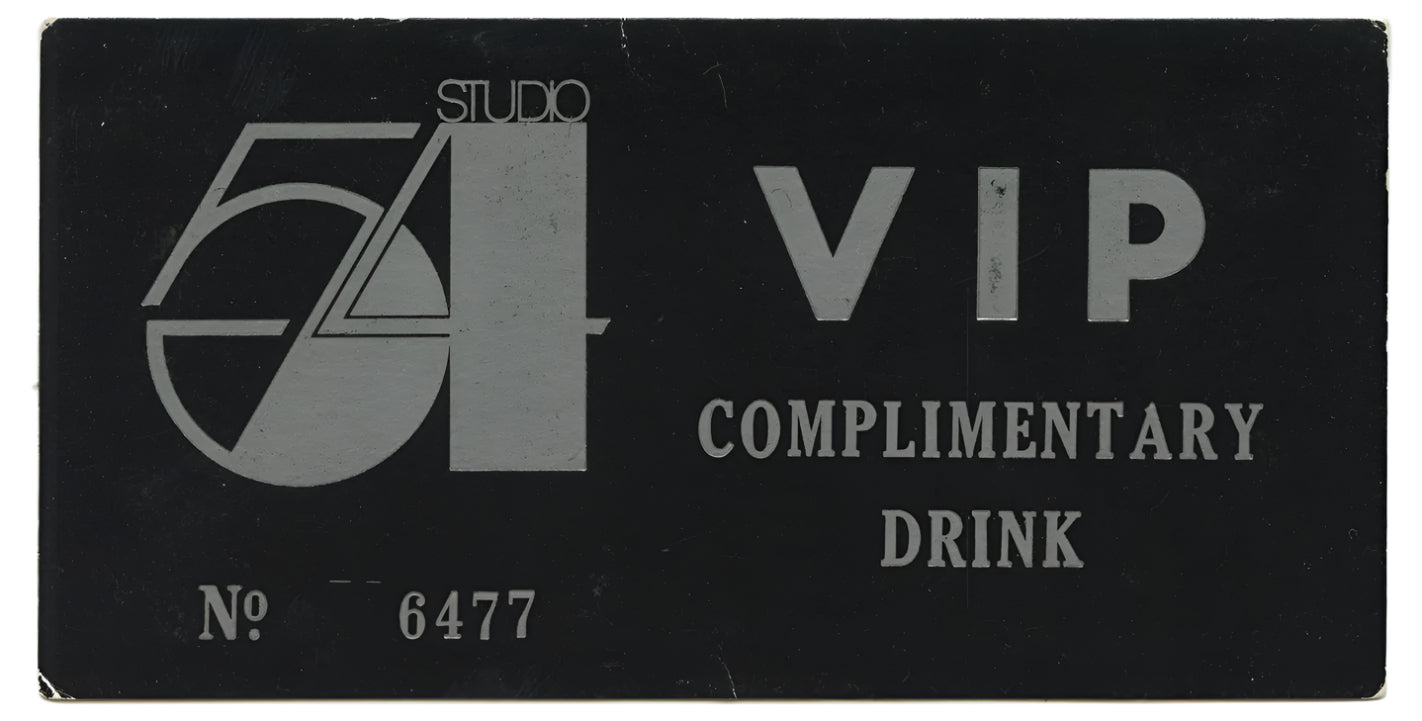 STUDIO
54
VIP
COMPLIMENTARY
DRINK
Nº 6477